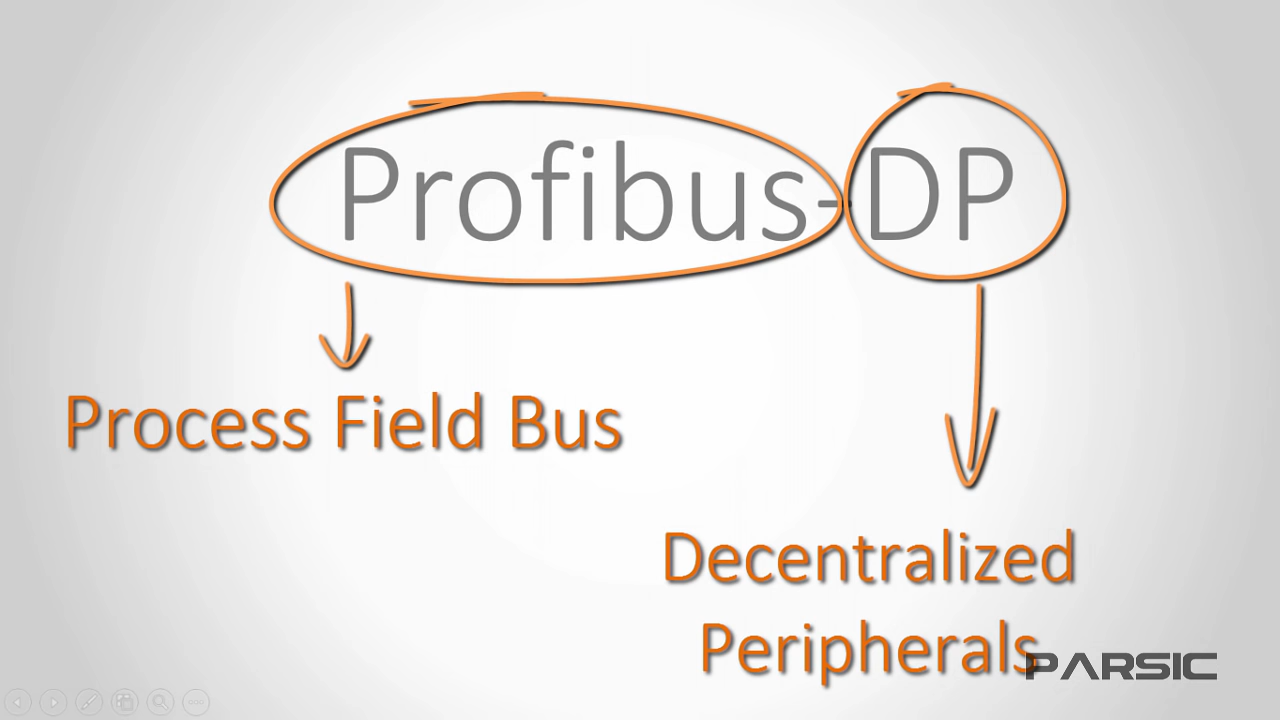 Profibus-DP
Process Field Bus
Decentralized
Peripherals
PARSIC